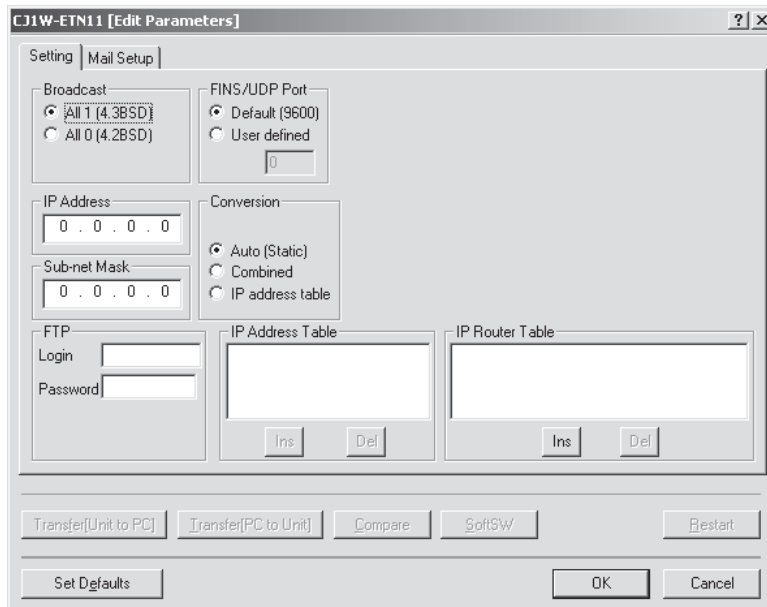 CJ1W-ETN11 [Edit Parameters]
Setting
Mail Setup
Broadcast
All 1 (4.3BSD)
All 0 (4.2BSD)
FINS/UDP Port
Default (9600)
User defined
0
IP Address
0 . 0 . 0 . 0
Sub-net Mask
0 . 0 . 0 . 0
Conversion
Auto (Static)
Combined
IP address table
FTP
Login
Password
IP Address Table
Ins
Del
IP Router Table
Ins
Del
Transfer[Unit to PC]
Transfer[PC to Unit]
Compare
SoftSW
Restart
Set Defaults
OK
Cancel